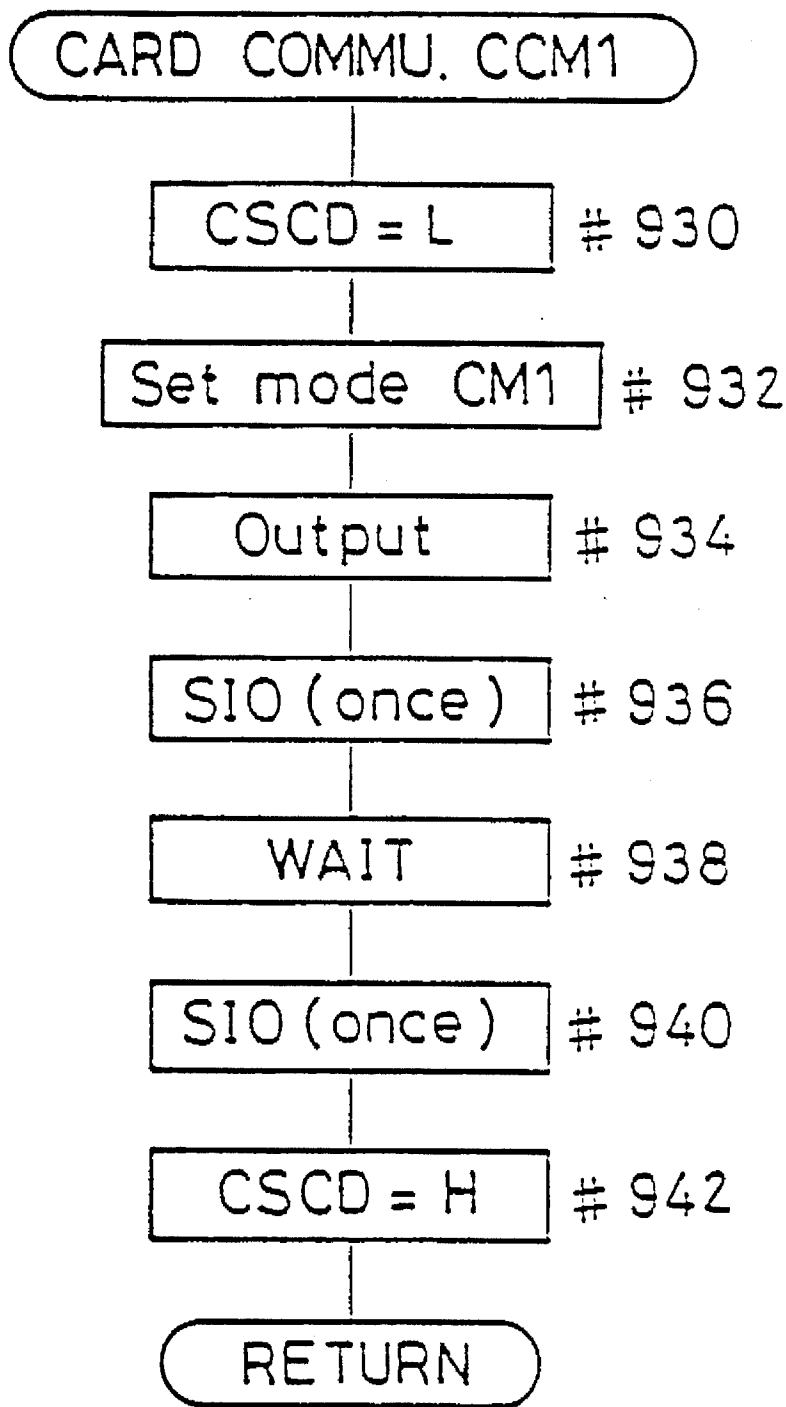 CARD COMMU. CCM1
CSCD = L # 930
Set mode CM1 # 932
Output # 934
SIO (once) # 936
WAIT # 938
SIO (once) # 940
CSCD = H # 942
RETURN